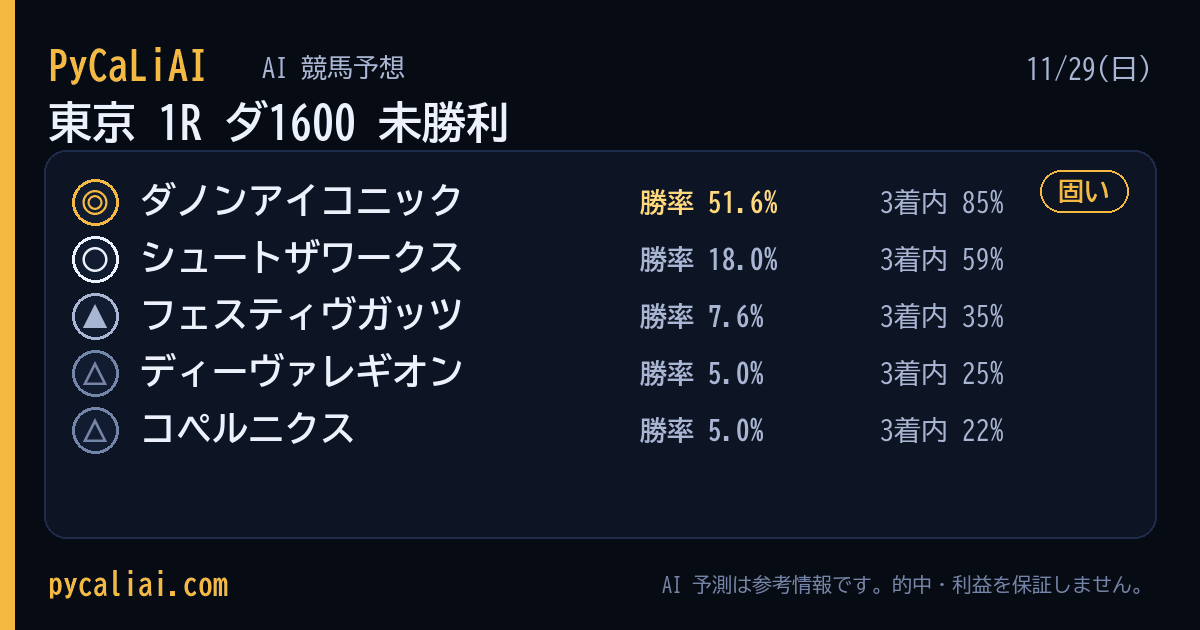 PyCaLiAI AI 競馬予想 11/29(日)
東京 1R ダ1600 未勝利
◎ ダノンアイコニック 勝率 51.6% 3着内 85% 固い
○ シュートザワークス 勝率 18.0% 3着内 59%
▲ フェスティヴガッツ 勝率 7.6% 3着内 35%
△ ディーヴァレギオン 勝率 5.0% 3着内 25%
△ コペルニクス 勝率 5.0% 3着内 22%
pycaliai.com AI 予測は参考情報です。的中・利益を保証しません。